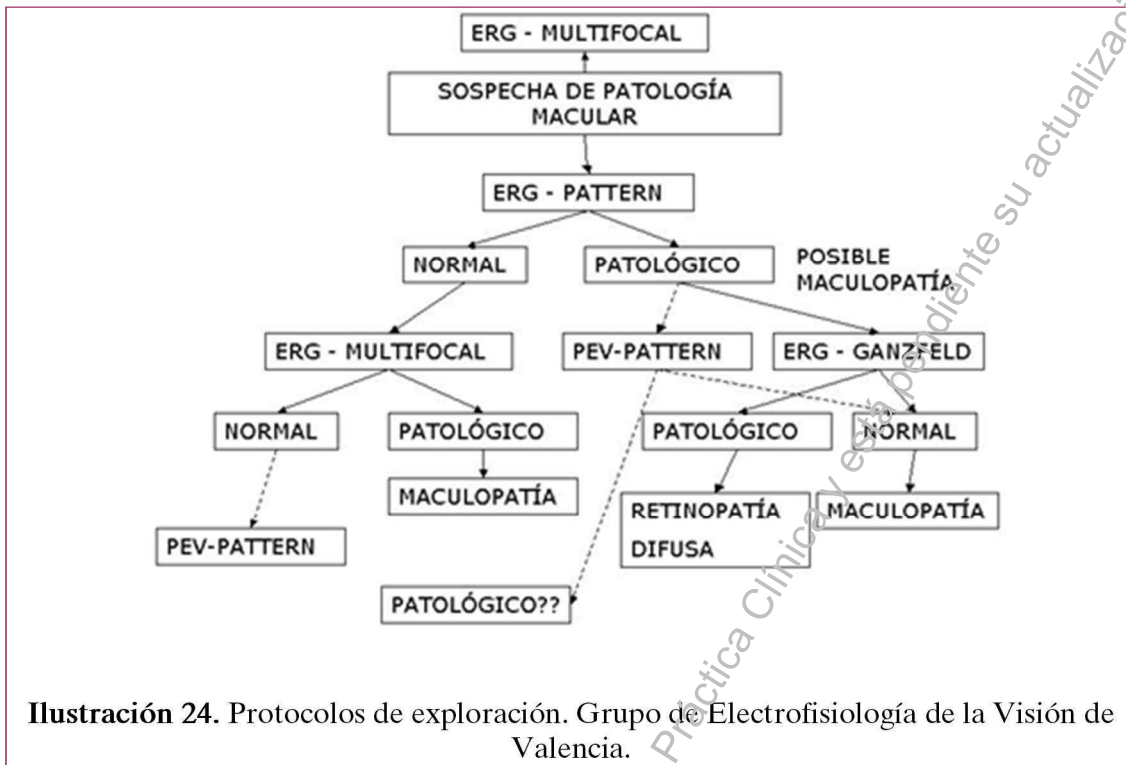 ERG - MULTIFOCAL
SOSPECHA DE PATOLOGÍA
MACULAR
ERG - PATTERN
NORMAL
PATOLÓGICO
POSIBLE
MACULOPATÍA
ERG - MULTIFOCAL
PEV-PATTERN
ERG - GANZFELD
NORMAL
PATOLÓGICO
PATOLÓGICO
NORMAL
MACULOPATÍA
RETINOPATÍA
DIFUSA
MACULOPATÍA
PEV-PATTERN
PATOLÓGICO??
Ilustración 24. Protocolos de exploración. Grupo de Electrofisiología de la Visión de
Valencia.
Práctica Clínica y está pendiente su actualizac